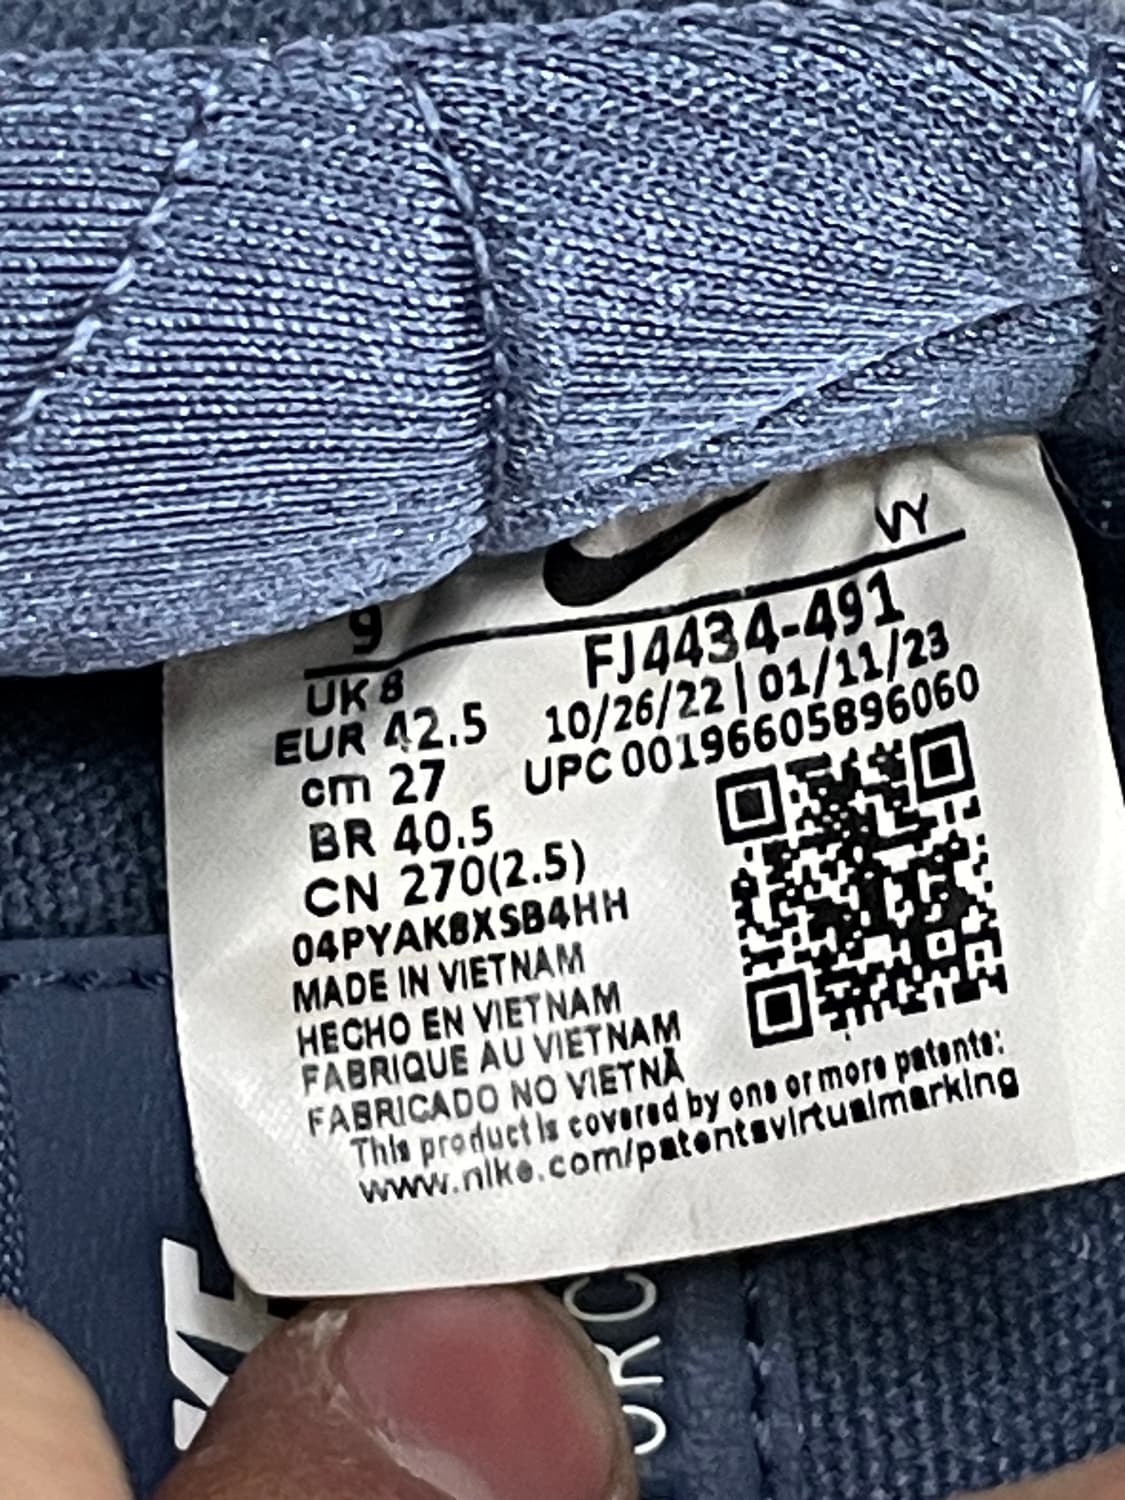 VY
9
FJ4434-491
UK 8
10/26/22 | 01/11/23
EUR 42.5
UPC 00196605896060
cm 27
BR 40.5
CN 270(2.5)
04PYAK8XSB4HH
MADE IN VIETNAM
HECHO EN VIETNAM
FABRIQUE AU VIETNAM
FABRICADO NO VIETNÃ
This product is covered by one or more patents:
www.nike.com/patentsvirtualmarking